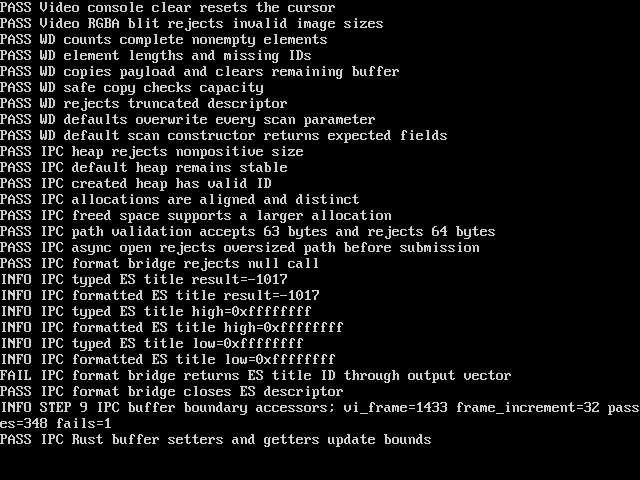 PASS Video console clear resets the cursor
PASS Video RGBA blit rejects invalid image sizes
PASS WD counts complete nonempty elements
PASS WD element lengths and missing IDs
PASS WD copies payload and clears remaining buffer
PASS WD safe copy checks capacity
PASS WD rejects truncated descriptor
PASS WD defaults overwrite every scan parameter
PASS WD default scan constructor returns expected fields
PASS IPC heap rejects nonpositive size
PASS IPC default heap remains stable
PASS IPC created heap has valid ID
PASS IPC allocations are aligned and distinct
PASS IPC freed space supports a larger allocation
PASS IPC path validation accepts 63 bytes and rejects 64 bytes
PASS IPC async open rejects oversized path before submission
PASS IPC format bridge rejects null call
INFO IPC typed ES title result=-1017
INFO IPC formatted ES title result=-1017
INFO IPC typed ES title high=0xffffffff
INFO IPC formatted ES title high=0xffffffff
INFO IPC typed ES title low=0xffffffff
INFO IPC formatted ES title low=0xffffffff
FAIL IPC format bridge returns ES title ID through output vector
PASS IPC format bridge closes ES descriptor
INFO STEP 9 IPC buffer boundary accessors; vi_frame=1433 frame_increment=32 pass
es=348 fails=1
PASS IPC Rust buffer setters and getters update bounds